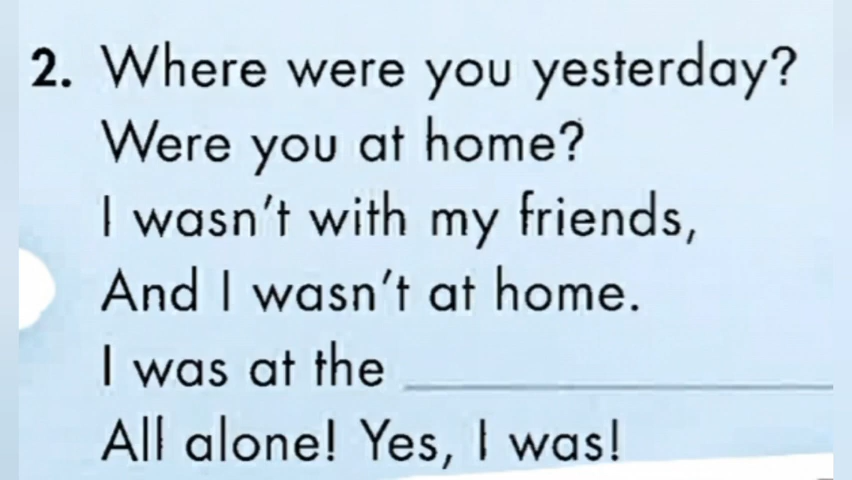 2. Where were you yesterday?
Were you at home?
I wasn't with my friends,
And I wasn't at home.
I was at the ____________________
All alone! Yes, I was!